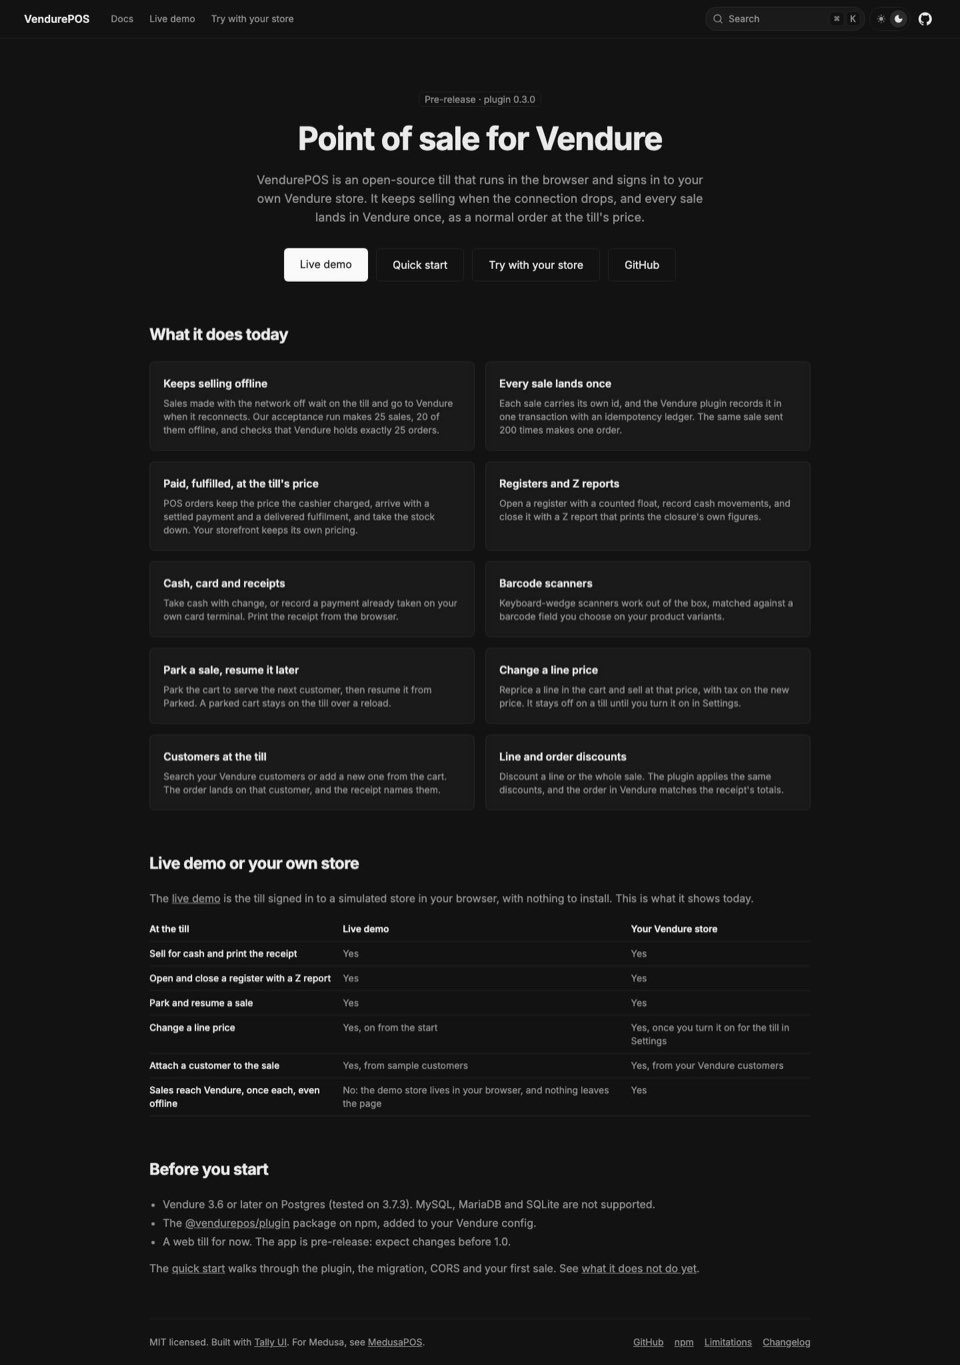 VendurePOS Docs Live demo Try with your store Search ⌘ K
Pre-release · plugin 0.3.0
Point of sale for Vendure
VendurePOS is an open-source till that runs in the browser and signs in to your
own Vendure store. It keeps selling when the connection drops, and every sale
lands in Vendure once, as a normal order at the till's price.
Live demo Quick start Try with your store GitHub
What it does today
Keeps selling offline
Sales made with the network off wait on the till and go to Vendure
when it reconnects. Our acceptance run makes 25 sales, 20 of
them offline, and checks that Vendure holds exactly 25 orders.
Every sale lands once
Each sale carries its own id, and the Vendure plugin records it in
one transaction with an idempotency ledger. The same sale sent
200 times makes one order.
Paid, fulfilled, at the till's price
POS orders keep the price the cashier charged, arrive with a
settled payment and a delivered fulfilment, and take the stock
down. Your storefront keeps its own pricing.
Registers and Z reports
Open a register with a counted float, record cash movements, and
close it with a Z report that prints the closure's own figures.
Cash, card and receipts
Take cash with change, or record a payment already taken on your
own card terminal. Print the receipt from the browser.
Barcode scanners
Keyboard-wedge scanners work out of the box, matched against a
barcode field you choose on your product variants.
Park a sale, resume it later
Park the cart to serve the next customer, then resume it from
Parked. A parked cart stays on the till over a reload.
Change a line price
Reprice a line in the cart and sell at that price, with tax on the new
price. It stays off on a till until you turn it on in Settings.
Customers at the till
Search your Vendure customers or add a new one from the cart.
The order lands on that customer, and the receipt names them.
Line and order discounts
Discount a line or the whole sale. The plugin applies the same
discounts, and the order in Vendure matches the receipt's totals.
Live demo or your own store
The live demo is the till signed in to a simulated store in your browser, with nothing to install. This is what it shows today.
At the till Live demo Your Vendure store
Sell for cash and print the receipt Yes Yes
Open and close a register with a Z report Yes Yes
Park and resume a sale Yes Yes
Change a line price Yes, on from the start Yes, once you turn it on for the till in
Settings
Attach a customer to the sale Yes, from sample customers Yes, from your Vendure customers
Sales reach Vendure, once each, even No: the demo store lives in your browser, and nothing leaves Yes
offline the page
Before you start
• Vendure 3.6 or later on Postgres (tested on 3.7.3). MySQL, MariaDB and SQLite are not supported.
• The @vendurepos/plugin package on npm, added to your Vendure config.
• A web till for now. The app is pre-release: expect changes before 1.0.
The quick start walks through the plugin, the migration, CORS and your first sale. See what it does not do yet.
MIT licensed. Built with Tally UI. For Medusa, see MedusaPOS. GitHub npm Limitations Changelog